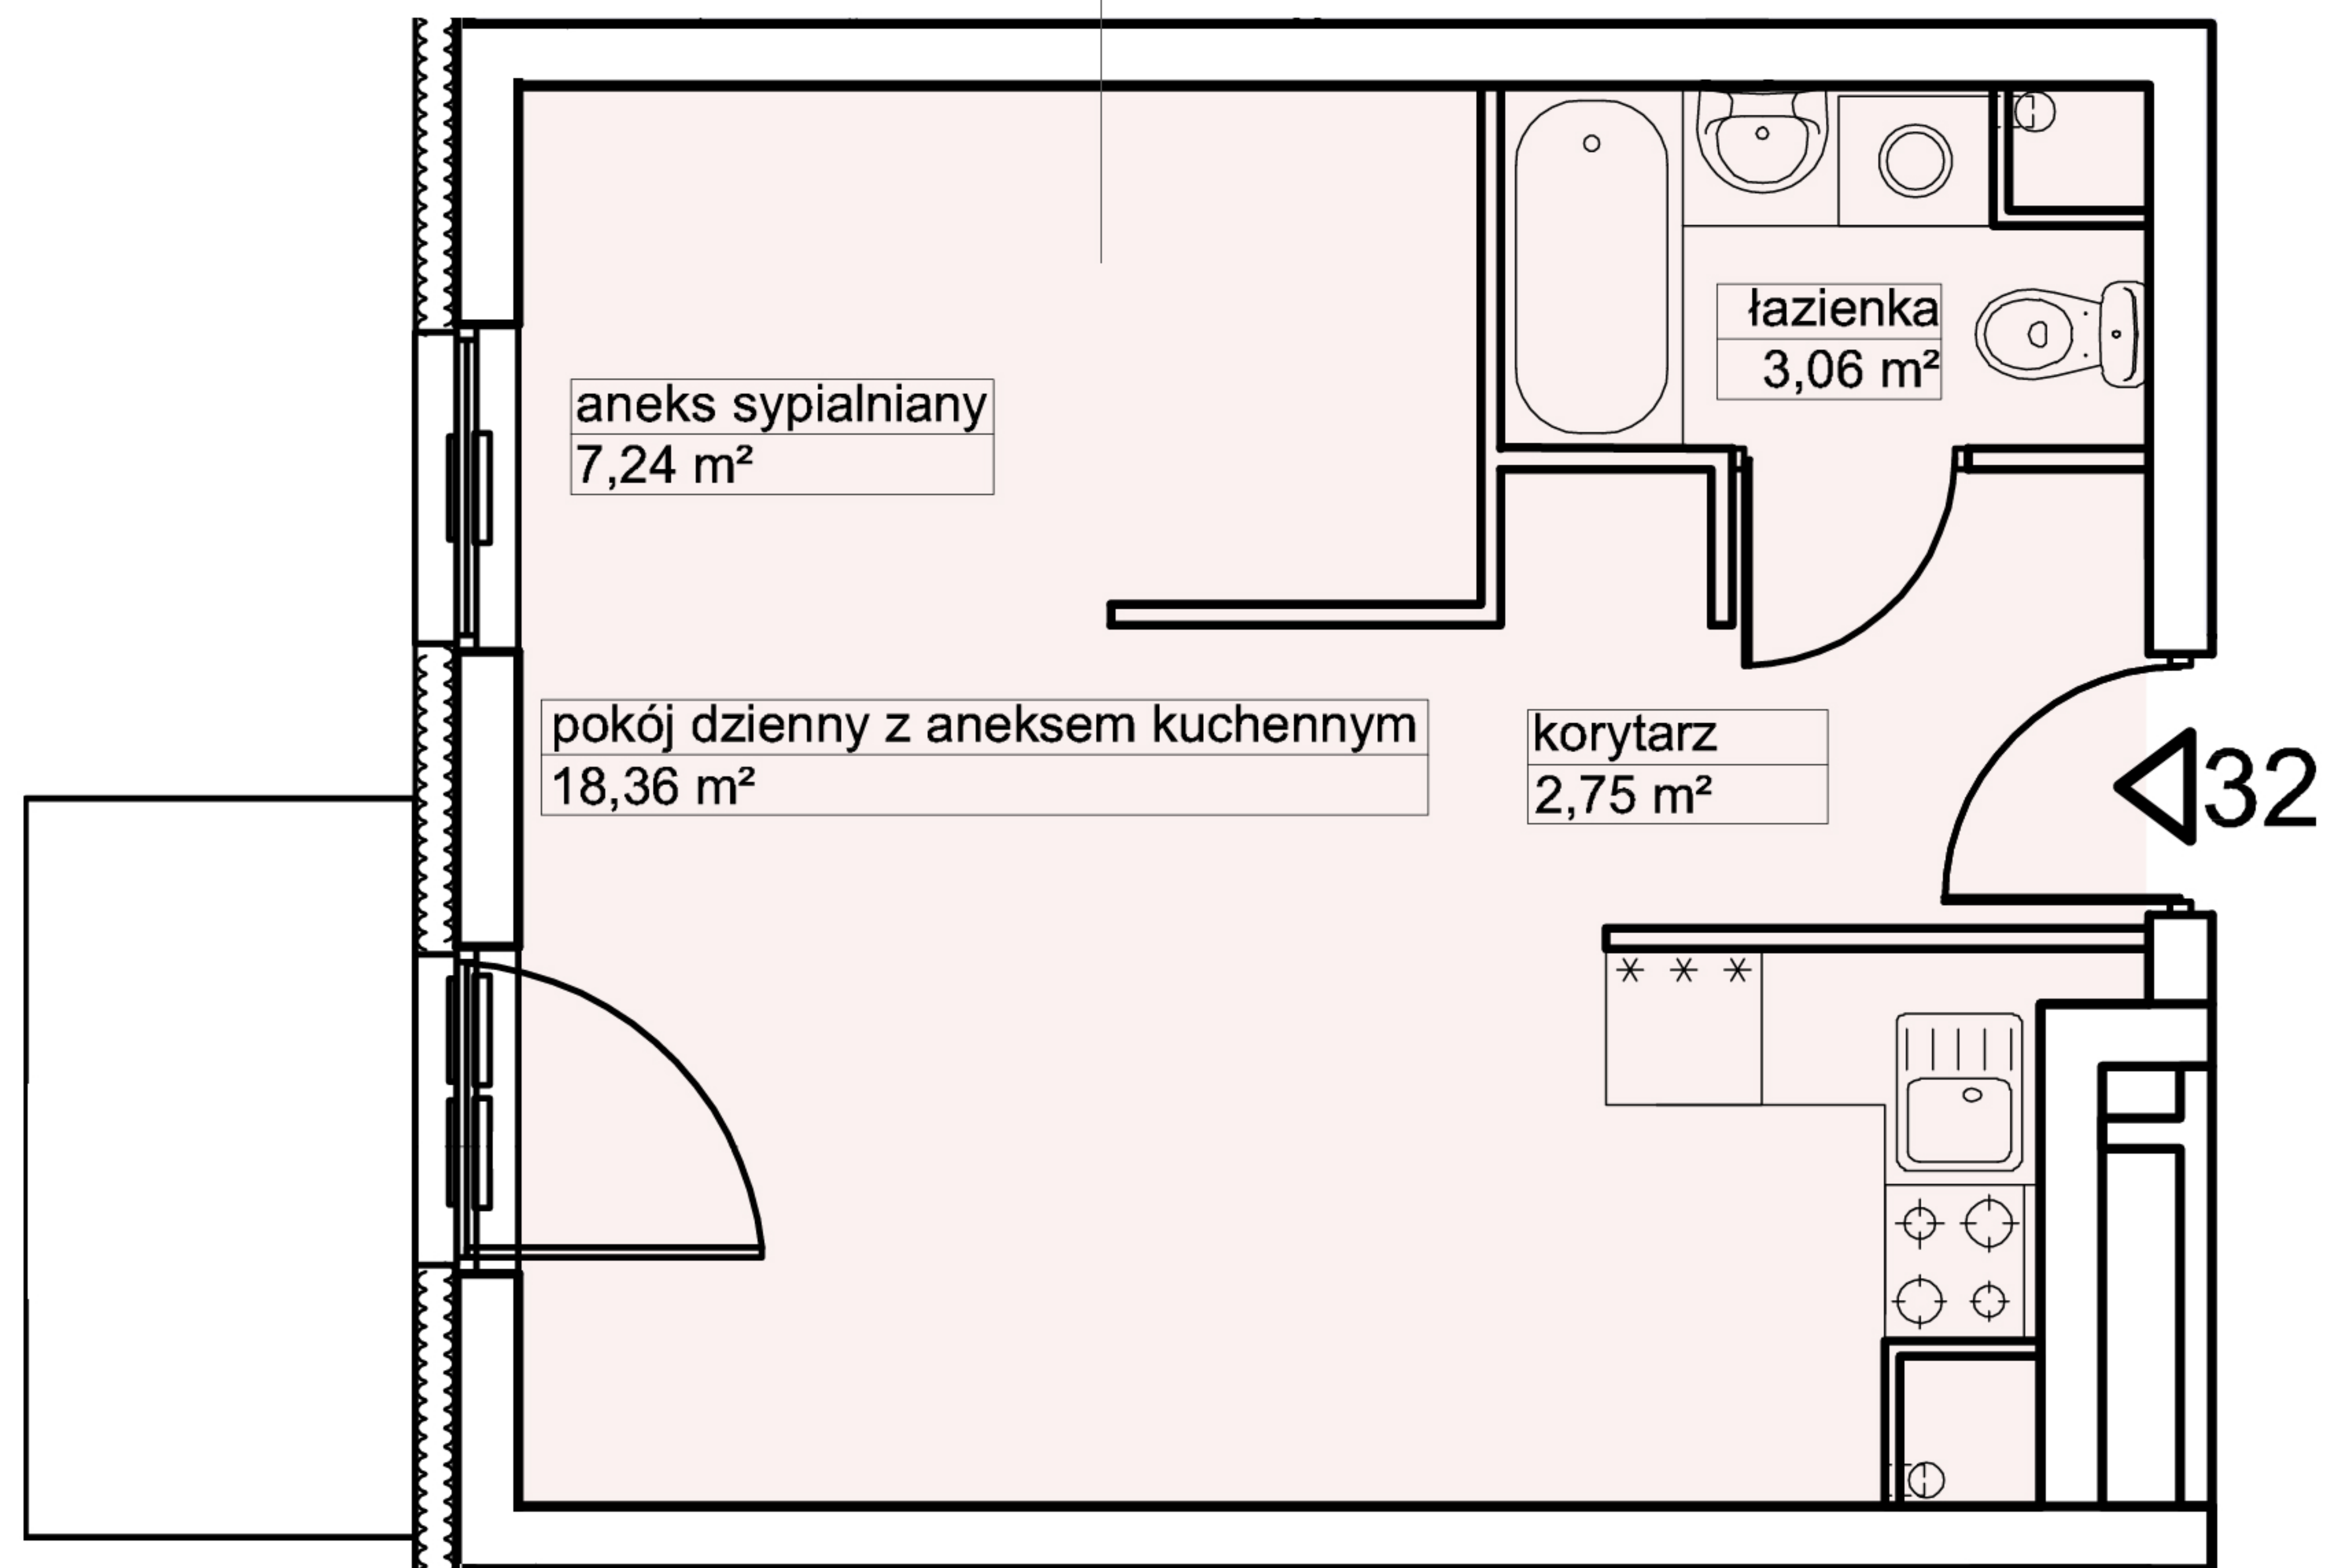 łazienka
3,06 m²
aneks sypialniany
7,24 m²
pokój dzienny z aneksem kuchennym
18,36 m²
korytarz
2,75 m²
32